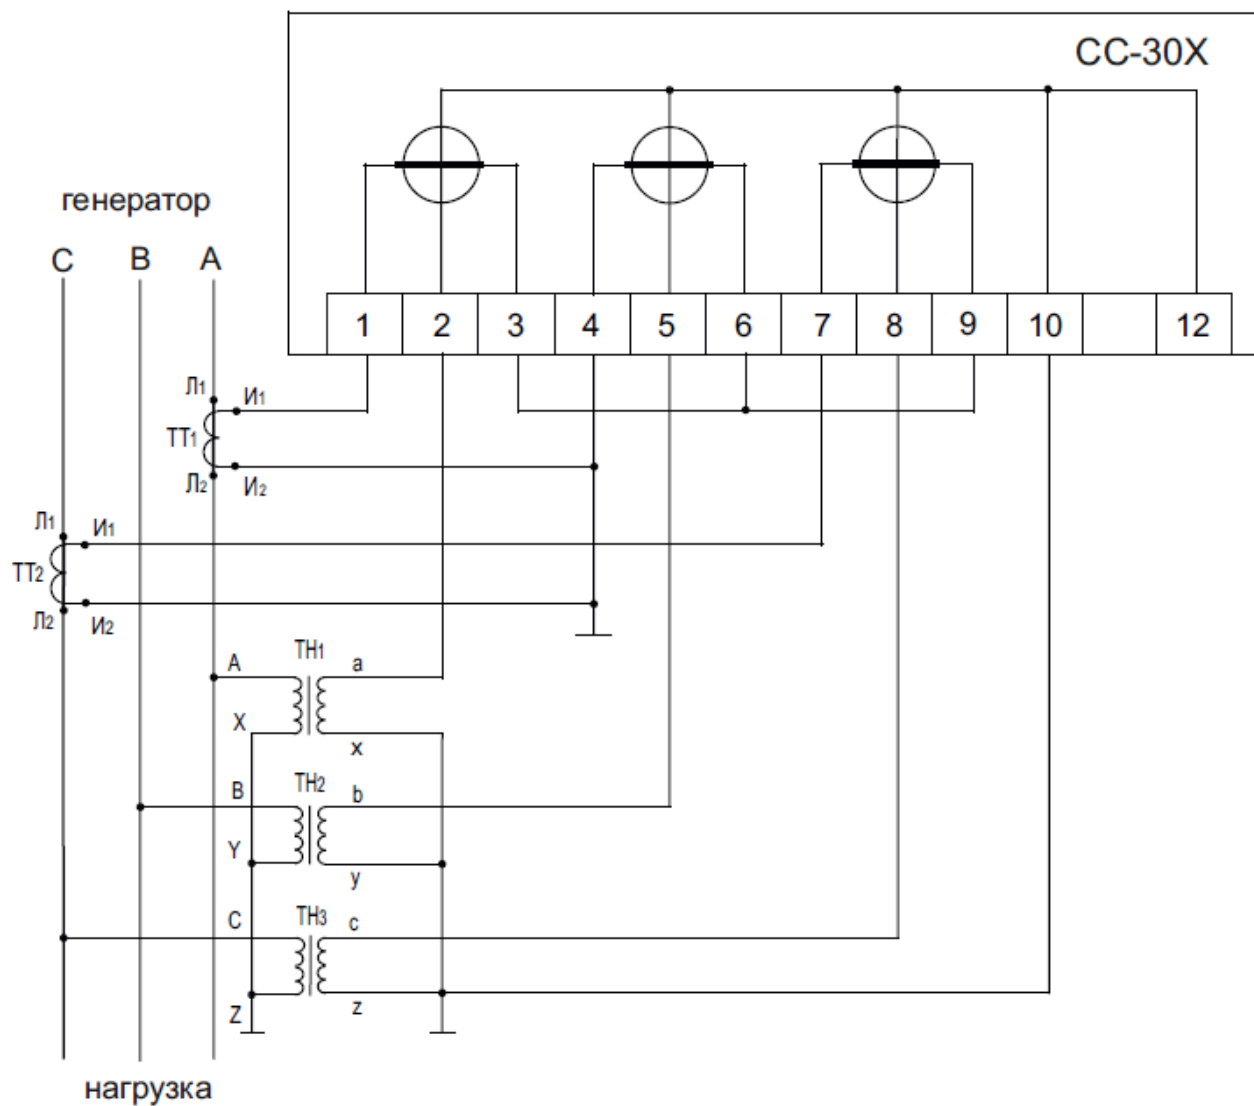 СС-30Х
генератор
С В А
1 2 3 4 5 6 7 8 9 10 12
Л1 И1
ТТ1
Л2 И2
Л1 И1
ТТ2
Л2 И2
А ТН1 a
X x
В ТН2 b
Y y
С ТН3 c
Z z
нагрузка